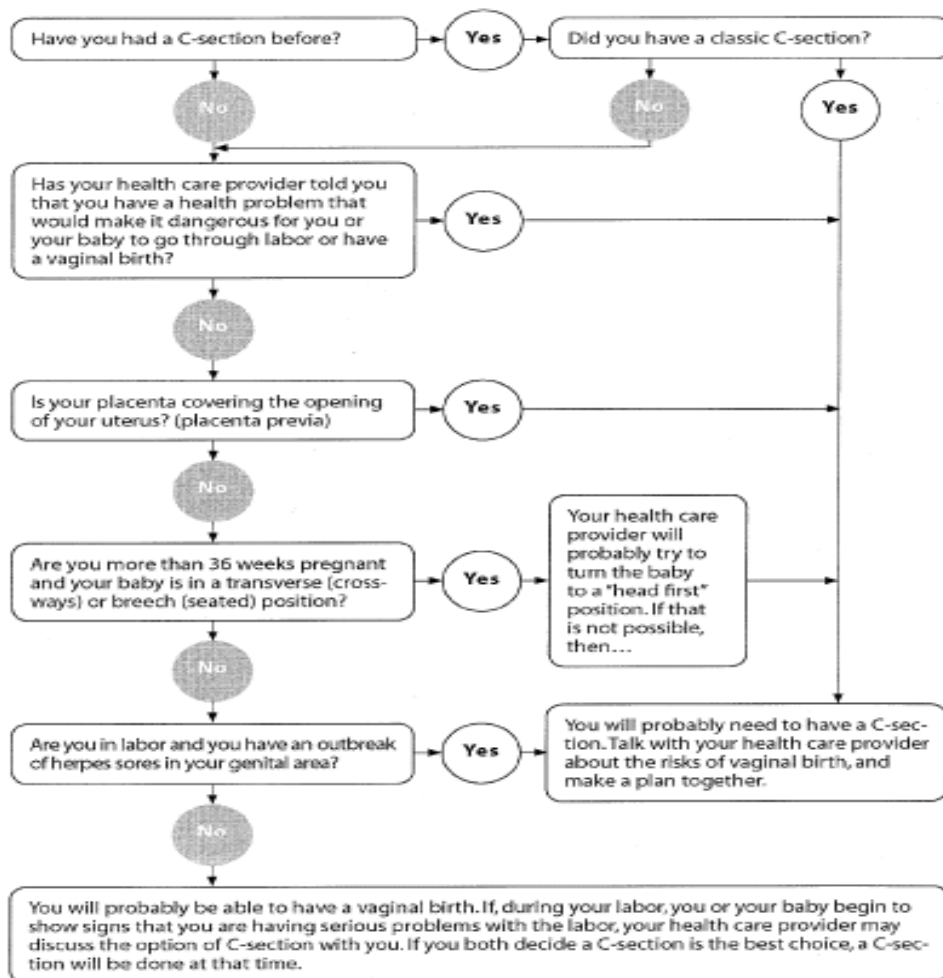 Have you had a C-section before?
Yes
Did you have a classic C-section?
No
No
Yes
Has your health care provider told you
that you have a health problem that
would make it dangerous for you or
your baby to go through labor or have
a vaginal birth?
Yes
No
Is your placenta covering the opening
of your uterus? (placenta previa)
Yes
No
Are you more than 36 weeks pregnant
and your baby is in a transverse (cross-
ways) or breech (seated) position?
Yes
Your health care
provider will
probably try to
turn the baby
to a "head first"
position. If that
is not possible,
then...
No
Are you in labor and you have an outbreak
of herpes sores in your genital area?
Yes
You will probably need to have a C-sec-
tion. Talk with your health care provider
about the risks of vaginal birth, and
make a plan together.
No
You will probably be able to have a vaginal birth. If, during your labor, you or your baby begin to
show signs that you are having serious problems with the labor, your health care provider may
discuss the option of C-section with you. If you both decide a C-section is the best choice, a C-sec-
tion will be done at that time.